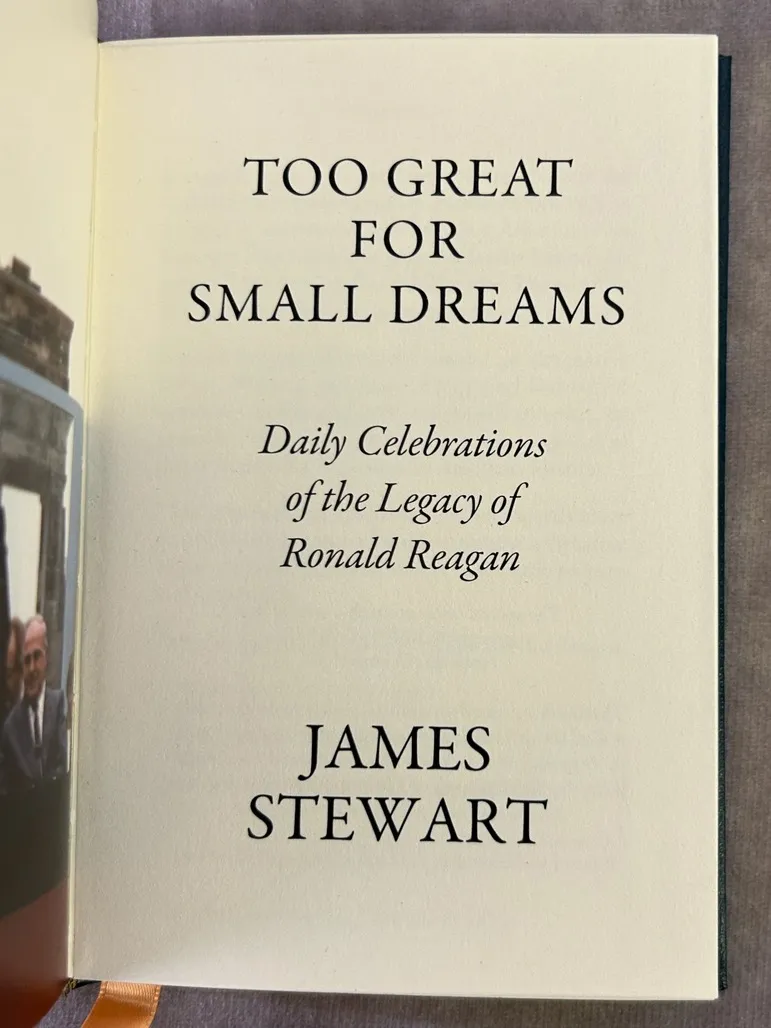 TOO GREAT
FOR
SMALL DREAMS
Daily Celebrations
of the Legacy of
Ronald Reagan
JAMES
STEWART